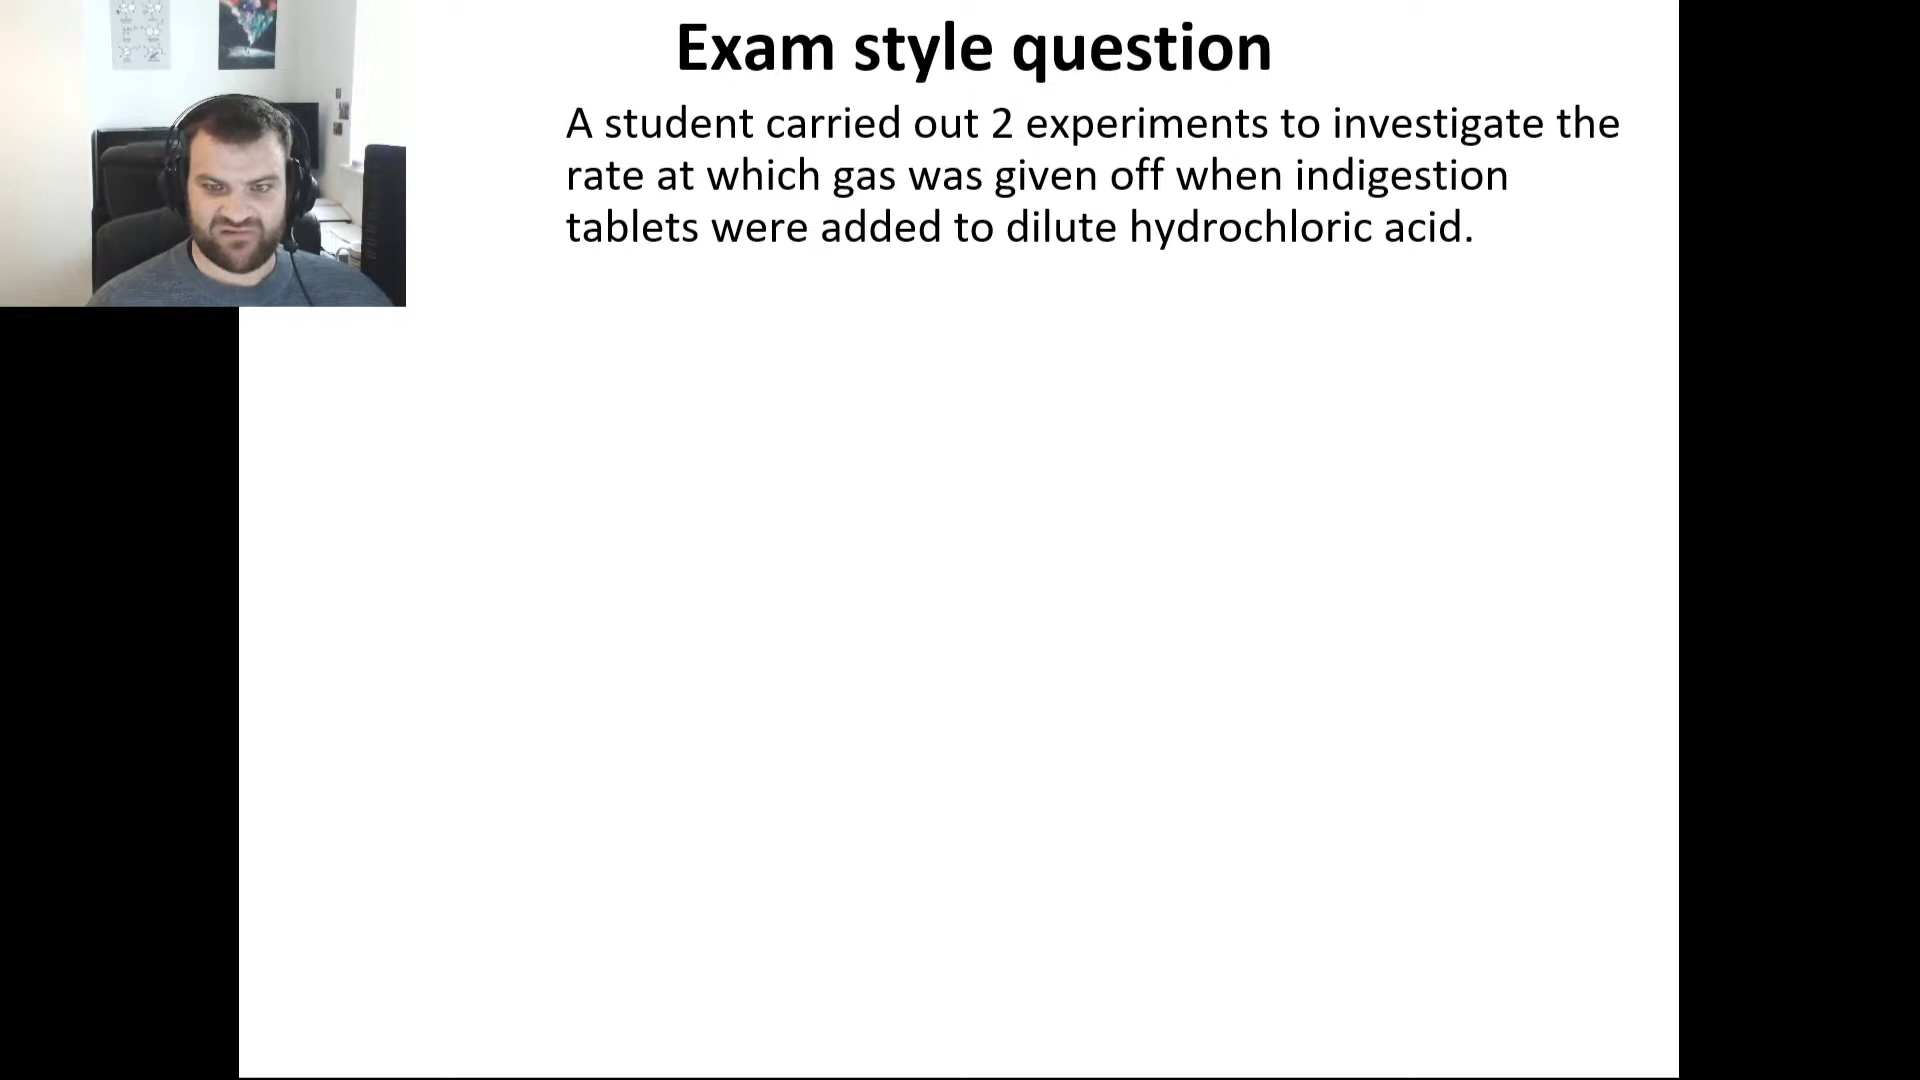 Exam style question
A student carried out 2 experiments to investigate the
rate at which gas was given off when indigestion
tablets were added to dilute hydrochloric acid.